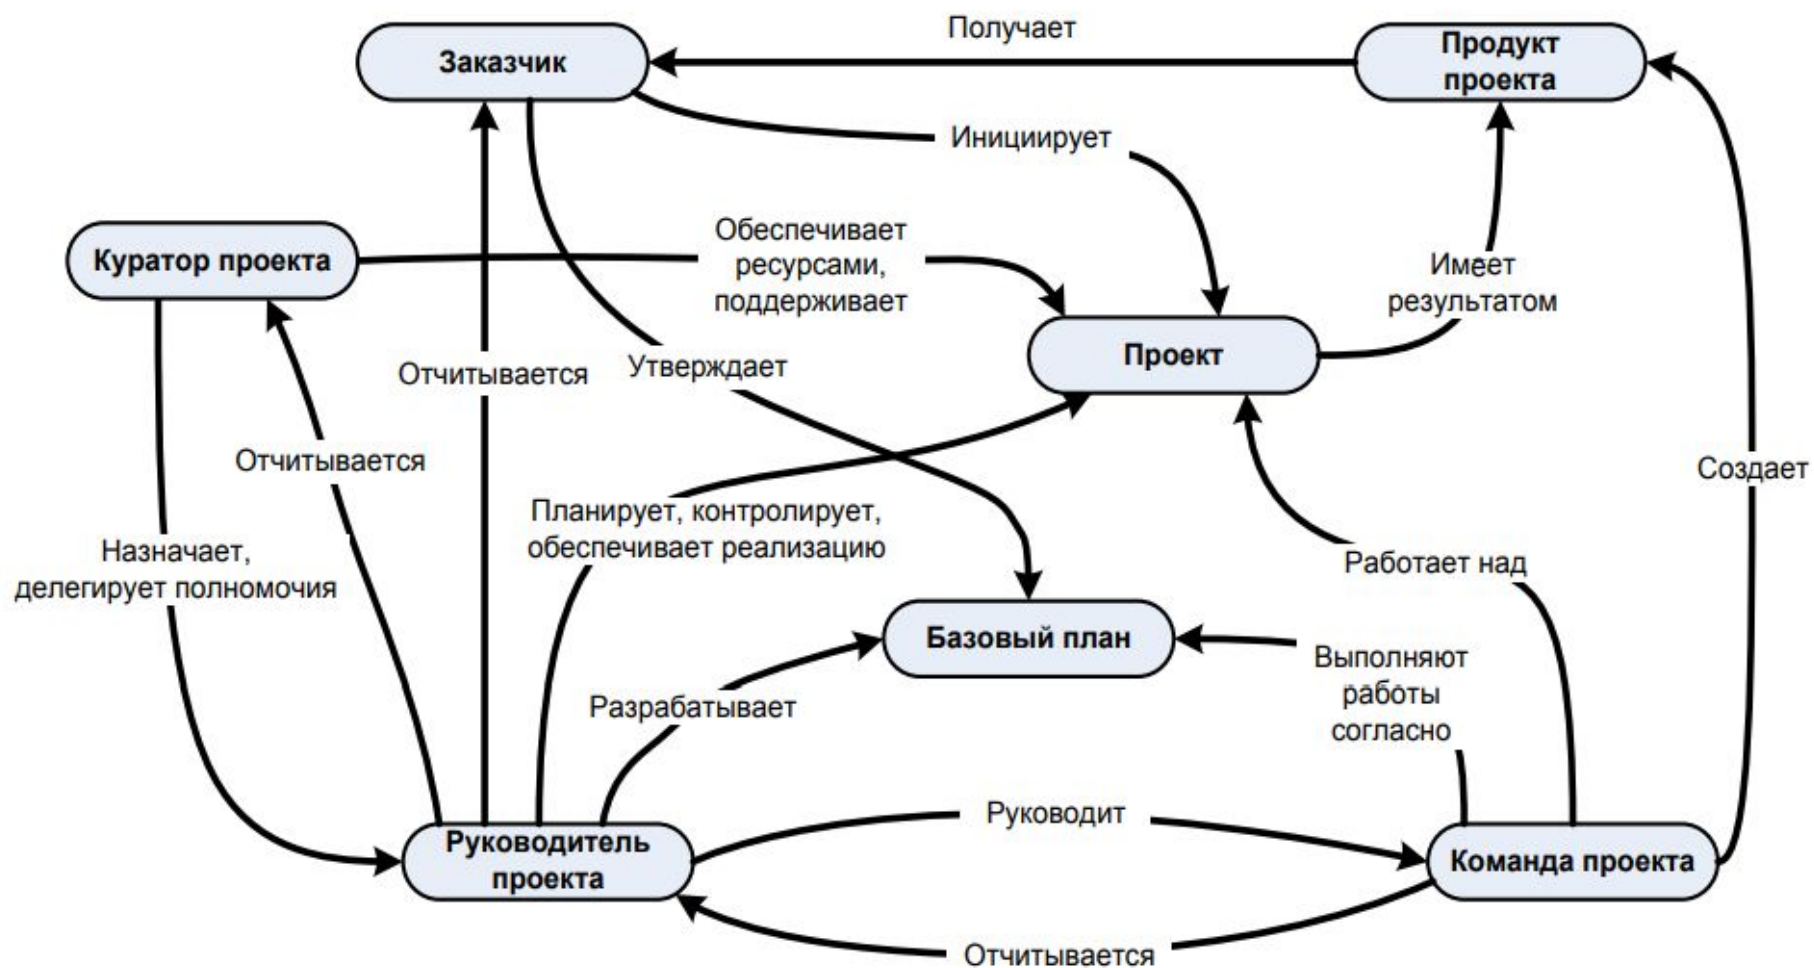 Получает
Заказчик
Продукт
проекта
Инициирует
Обеспечивает
ресурсами,
поддерживает
Куратор проекта
Имеет
результатом
Проект
Отчитывается
Утверждает
Отчитывается
Создает
Планирует, контролирует,
обеспечивает реализацию
Назначает,
делегирует полномочия
Работает над
Базовый план
Выполняют
работы
согласно
Разрабатывает
Руководит
Руководитель
проекта
Команда проекта
Отчитывается